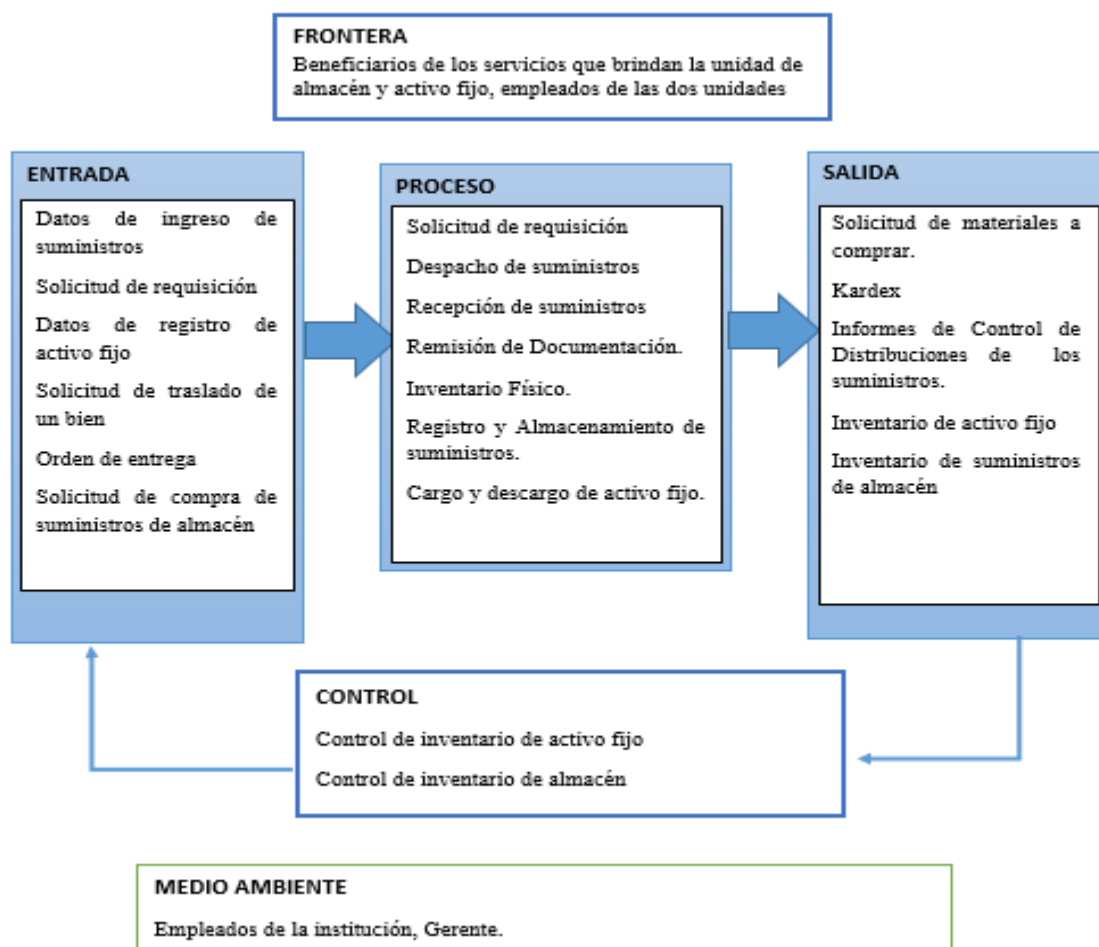 FRONTERA
Beneficiarios de los servicios que brindan la unidad de
almacén y activo fijo, empleados de las dos unidades
ENTRADA
Datos de ingreso de
suministros
Solicitud de requisición
Datos de registro de
activo fijo
Solicitud de traslado de
un bien
Orden de entrega
Solicitud de compra de
suministros de almacén
PROCESO
Solicitud de requisición
Despacho de suministros
Recepción de suministros
Remisión de Documentación.
Inventario Físico.
Registro y Almacenamiento de
suministros.
Cargo y descargo de activo fijo.
SALIDA
Solicitud de materiales a
comprar.
Kardex
Informes de Control de
Distribuciones de los
suministros.
Inventario de activo fijo
Inventario de suministros
de almacén
CONTROL
Control de inventario de activo fijo
Control de inventario de almacén
MEDIO AMBIENTE
Empleados de la institución, Gerente.